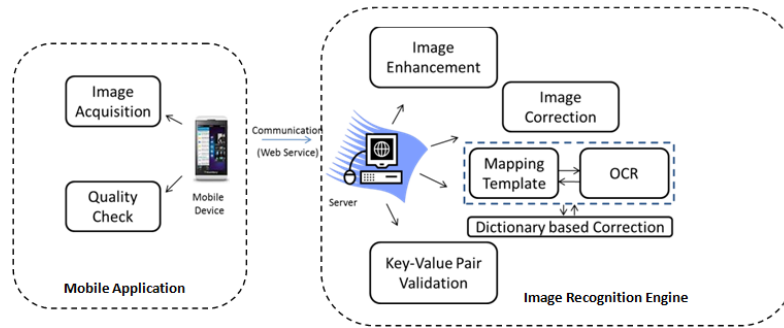 Image
Acquisition
Quality
Check
Mobile
Device
Mobile Application
Communication
(Web Service)
Image
Enhancement
Image
Correction
Server
Mapping
Template
OCR
Dictionary based Correction
Key-Value Pair
Validation
Image Recognition Engine